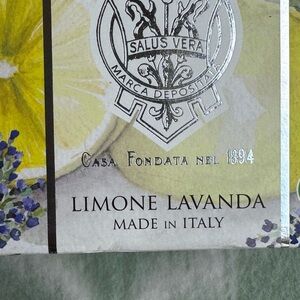 SALUS VERA
MARCA DEPOSITATA
CASA FONDATA NEL 1894
LIMONE LAVANDA
MADE IN ITALY